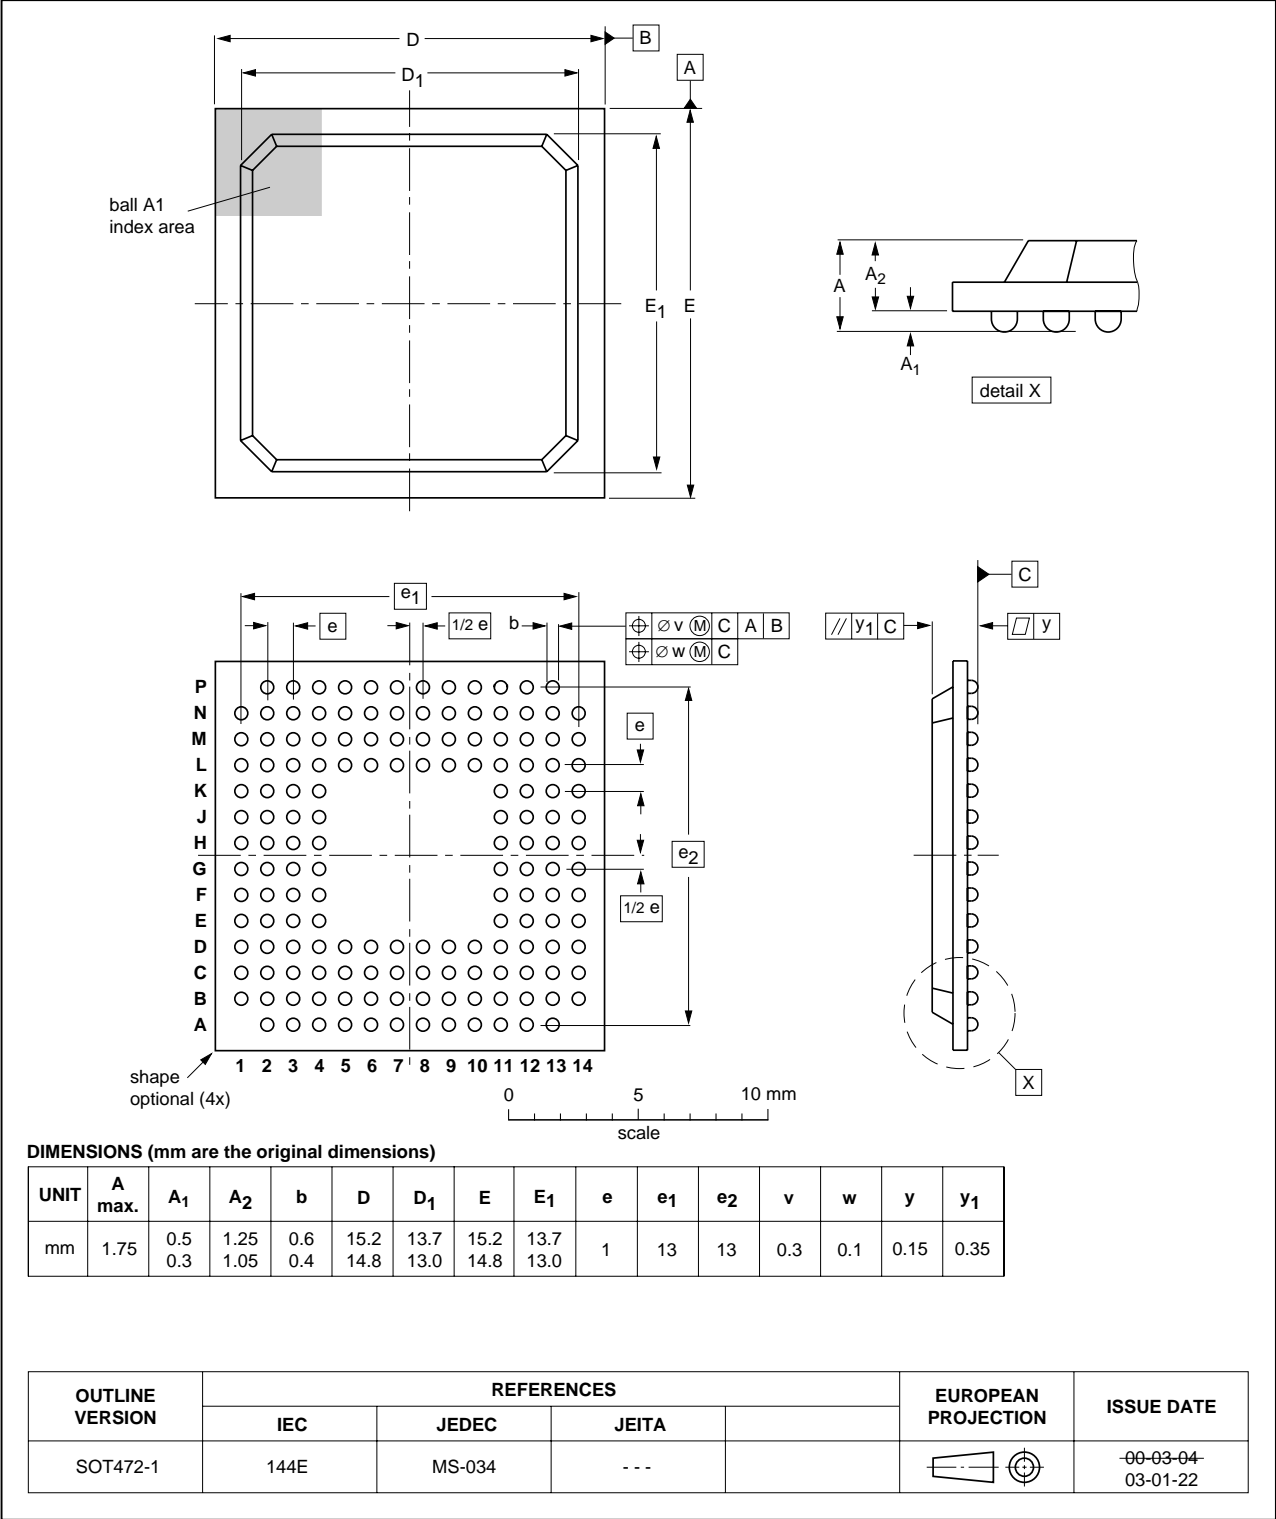 D
B
D1
A
ball A1
index area
E1
E
A
A2
A1
detail X
e1
e
1/2 e
b
⌖ ∅ v Ⓜ C A B
⌖ ∅ w Ⓜ C
C
// y1 C
▱ y
P
N
M
L
K
J
H
G
F
E
D
C
B
A
e
e2
1/2 e
1 2 3 4 5 6 7 8 9 10 11 12 13 14
shape
optional (4x)
X
0 5 10 mm
scale
DIMENSIONS (mm are the original dimensions)
UNIT A max. A1 A2 b D D1 E E1 e e1 e2 v w y y1
mm 1.75 0.5 0.3 1.25 1.05 0.6 0.4 15.2 14.8 13.7 13.0 15.2 14.8 13.7 13.0 1 13 13 0.3 0.1 0.15 0.35
OUTLINE VERSION REFERENCES EUROPEAN PROJECTION ISSUE DATE
IEC JEDEC JEITA
SOT472-1 144E MS-034 - - - 00-03-04
03-01-22